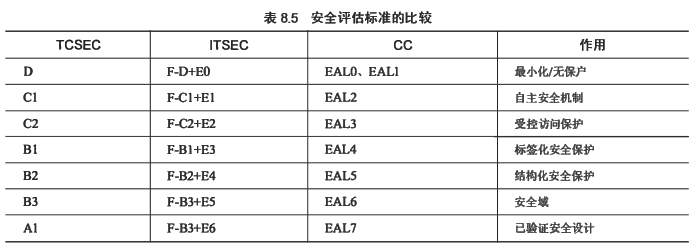 表 8.5 安全评估标准的比较
TCSEC ITSEC CC 作用
D F-D+E0 EAL0、EAL1 最小化/无保户
C1 F-C1+E1 EAL2 自主安全机制
C2 F-C2+E2 EAL3 受控访问保护
B1 F-B1+E3 EAL4 标签化安全保护
B2 F-B2+E4 EAL5 结构化安全保护
B3 F-B3+E5 EAL6 安全域
A1 F-B3+E6 EAL7 已验证安全设计